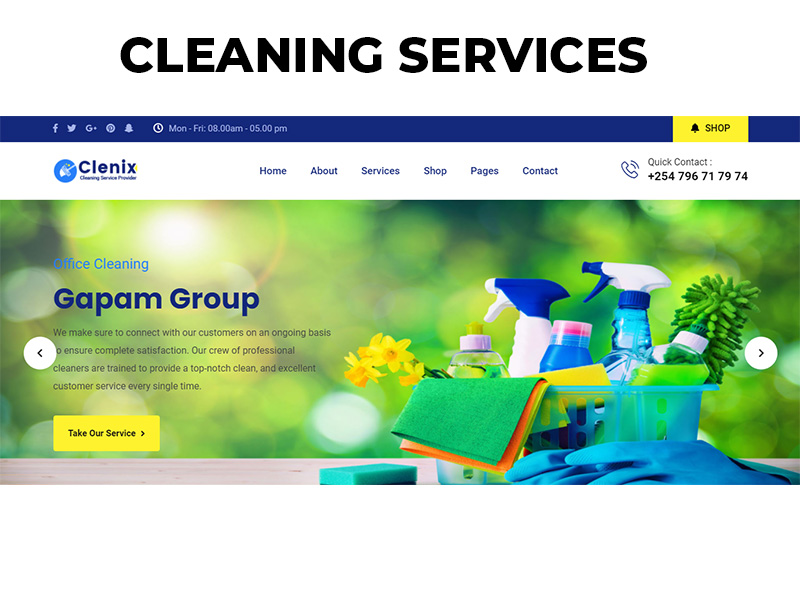 CLEANING SERVICES
Mon - Fri: 08.00am - 05.00 pm
SHOP
Clenix
Cleaning Service Provider
Home About Services Shop Pages Contact
Quick Contact :
+254 796 71 79 74
Office Cleaning
Gapam Group
We make sure to connect with our customers on an ongoing basis
to ensure complete satisfaction. Our crew of professional
cleaners are trained to provide a top-notch clean, and excellent
customer service every single time.
Take Our Service